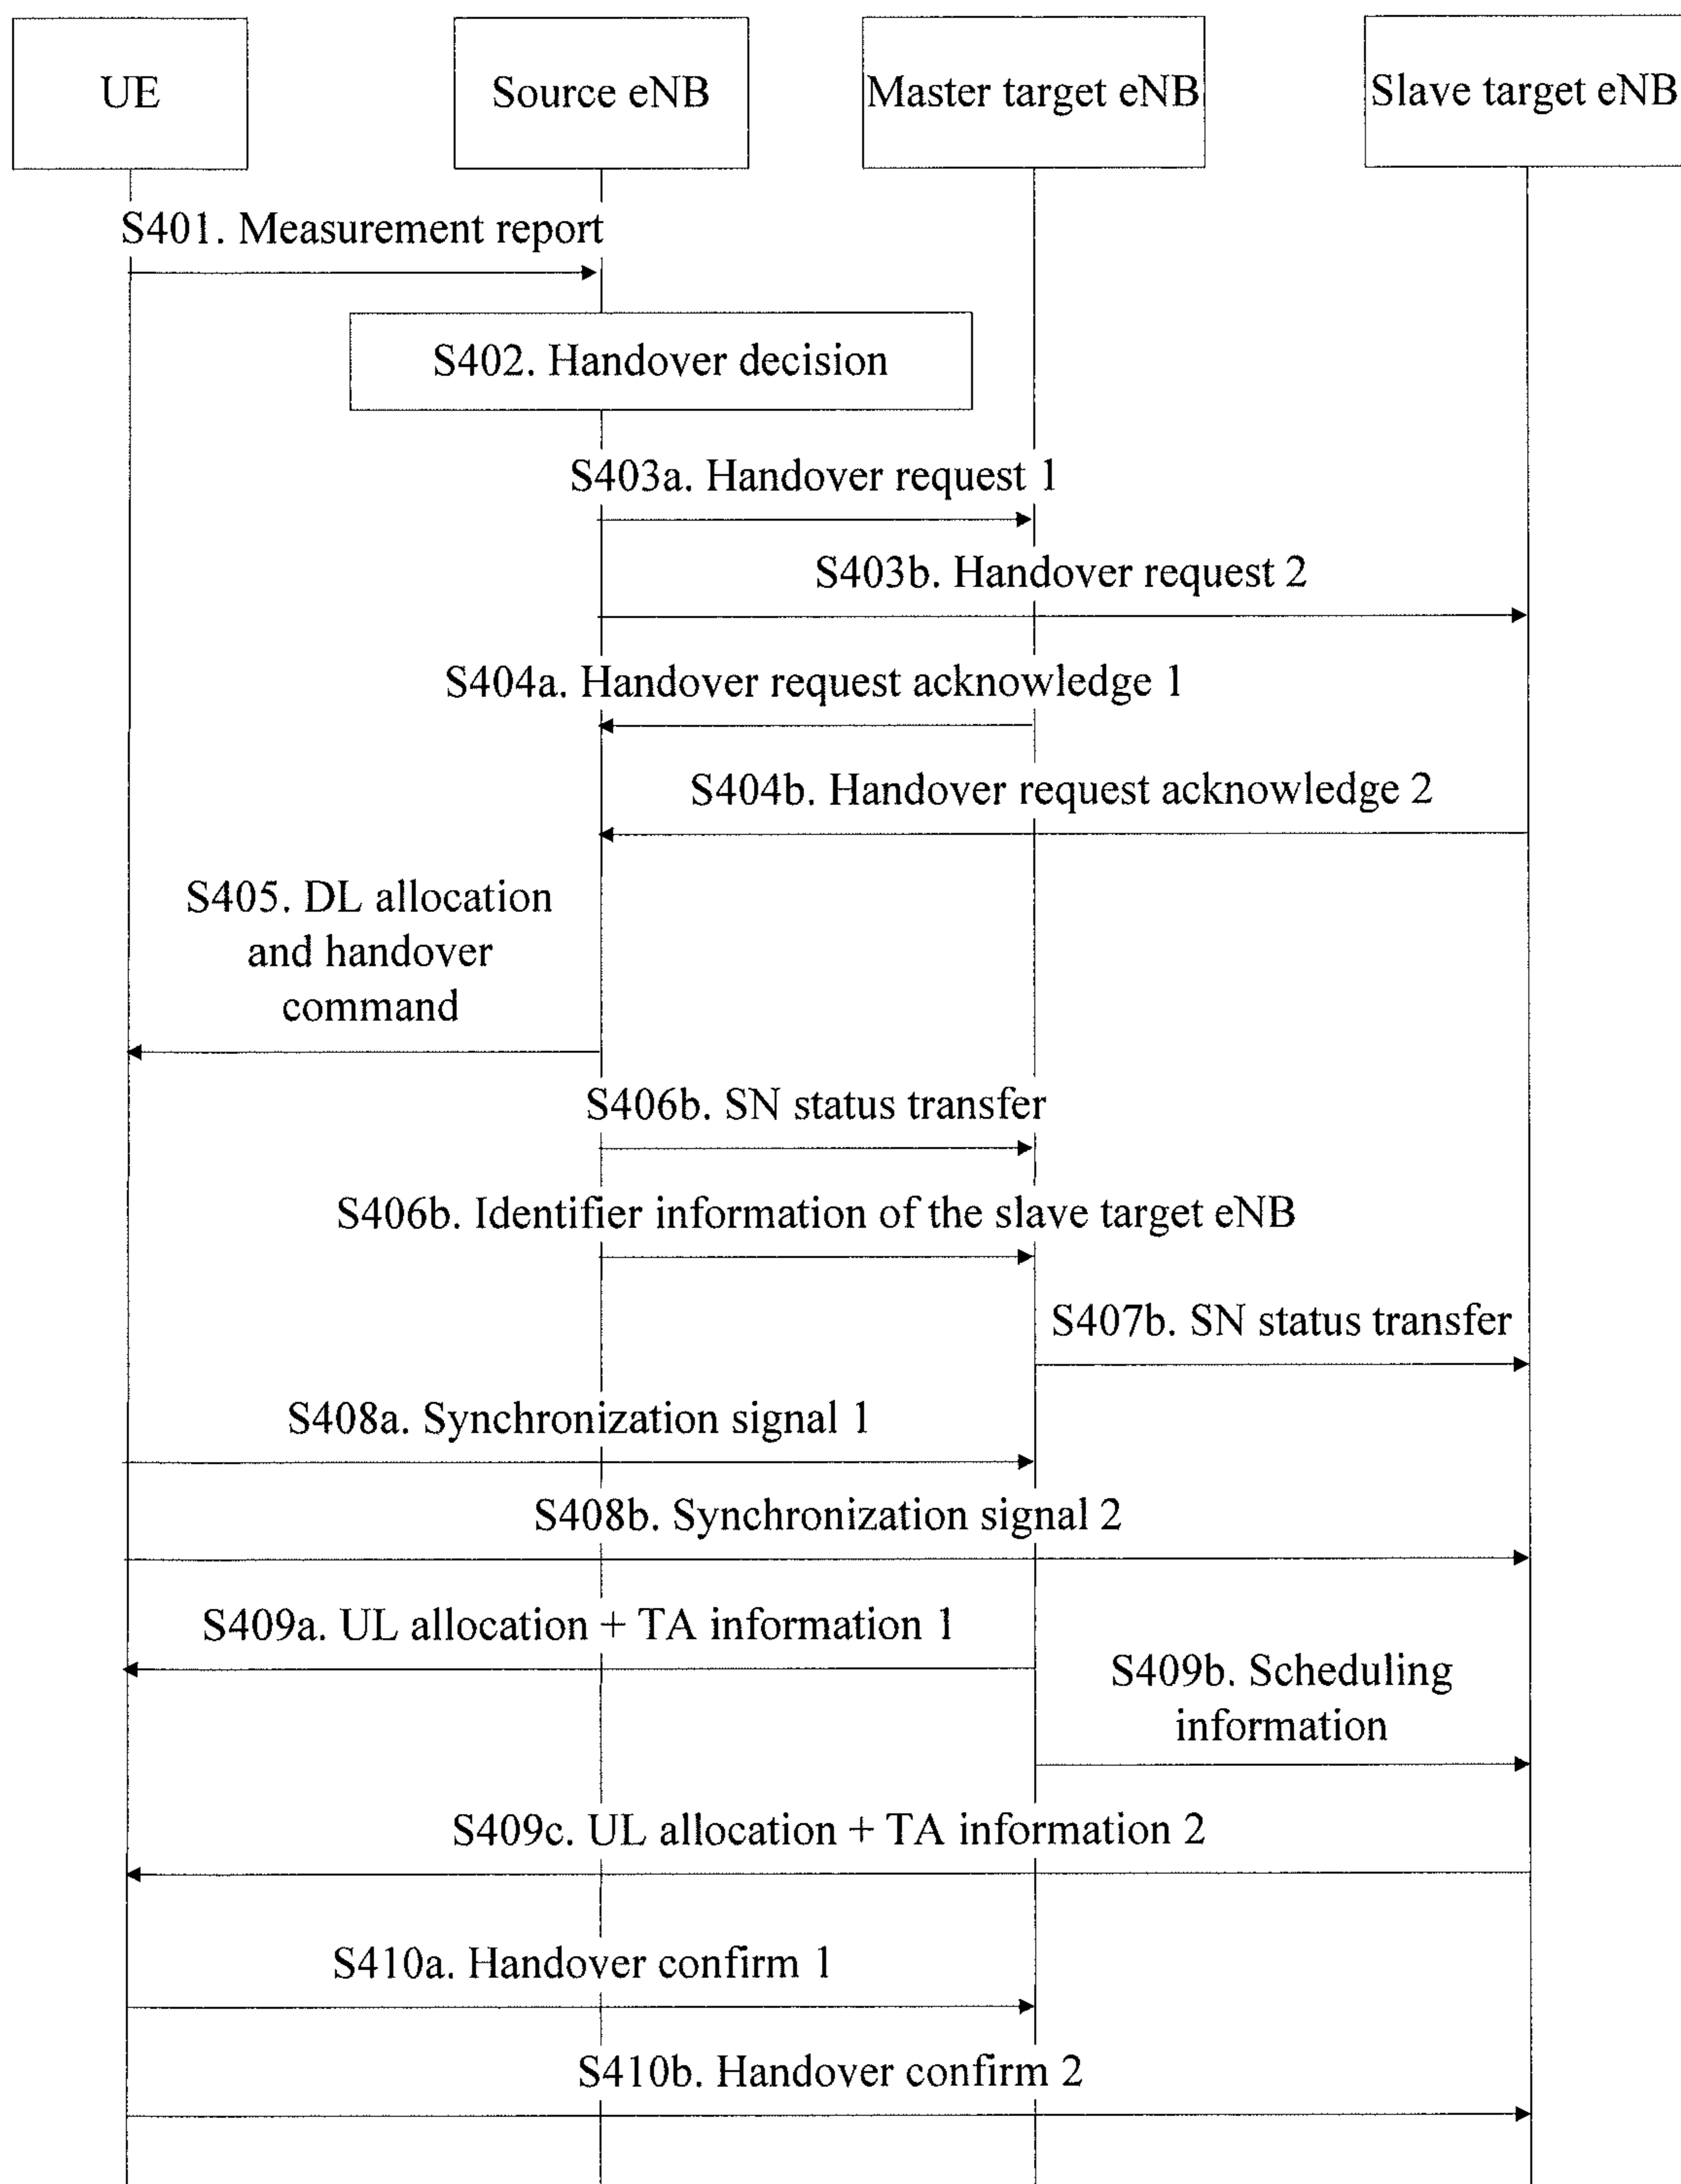 UE
Source eNB
Master target eNB
Slave target eNB
S401. Measurement report
S402. Handover decision
S403a. Handover request 1
S403b. Handover request 2
S404a. Handover request acknowledge 1
S404b. Handover request acknowledge 2
S405. DL allocation
and handover
command
S406b. SN status transfer
S406b. Identifier information of the slave target eNB
S407b. SN status transfer
S408a. Synchronization signal 1
S408b. Synchronization signal 2
S409a. UL allocation + TA information 1
S409b. Scheduling
information
S409c. UL allocation + TA information 2
S410a. Handover confirm 1
S410b. Handover confirm 2